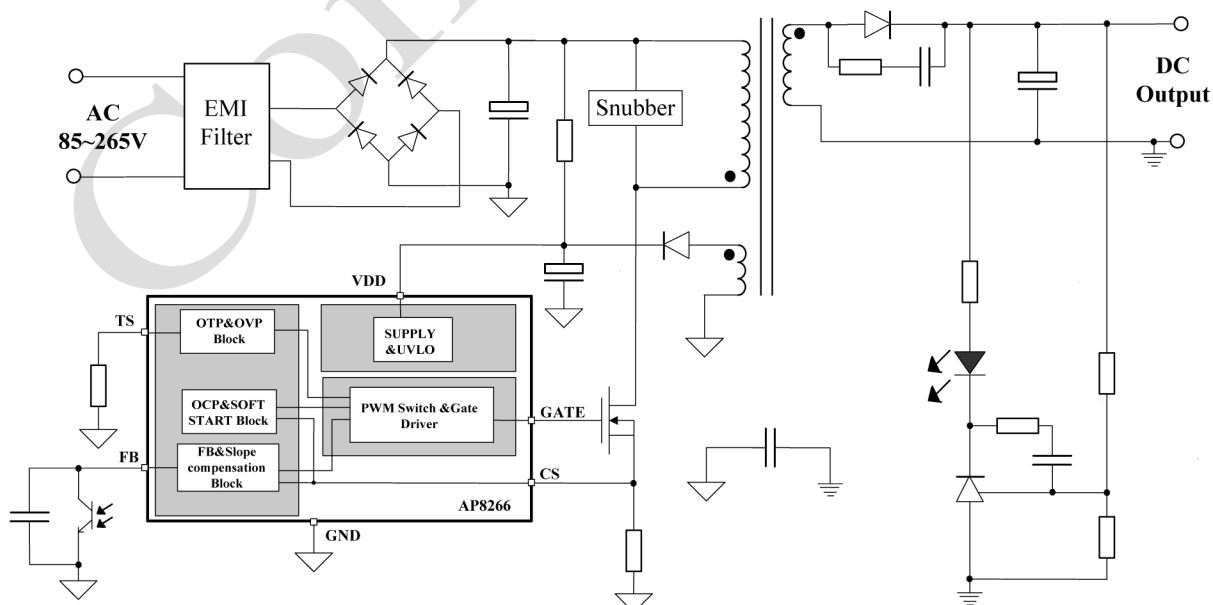 AC
85~265V
EMI
Filter
Snubber
DC
Output
VDD
TS
OTP&OVP
Block
SUPPLY
&UVLO
OCP&SOFT
START Block
PWM Switch &Gate
Driver
GATE
FB
FB&Slope
compensation
Block
CS
AP8266
GND